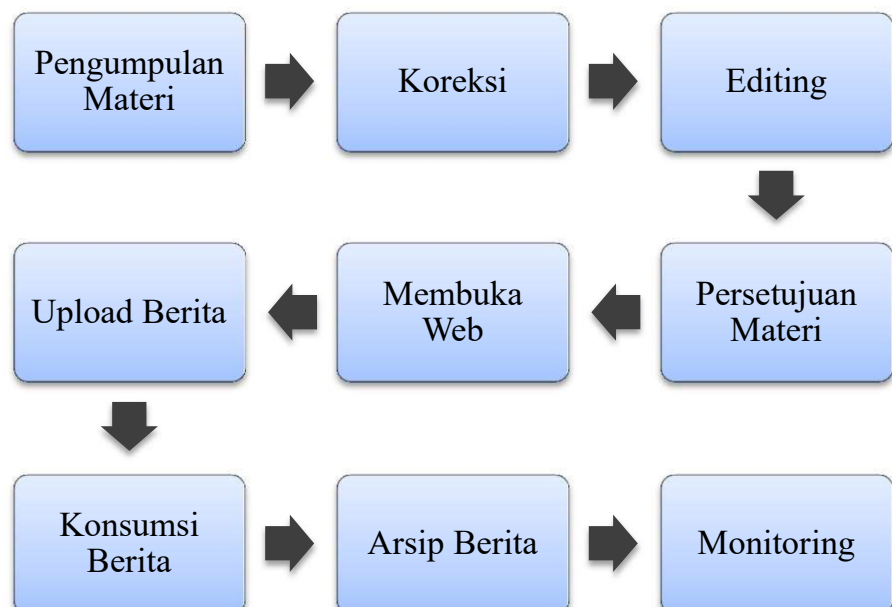 Pengumpulan
Materi
Koreksi
Editing
Persetujuan
Materi
Membuka
Web
Upload Berita
Konsumsi
Berita
Arsip Berita
Monitoring